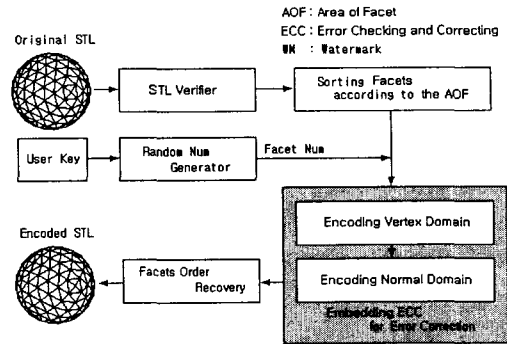 AOF : Area of Facet
ECC : Error Checking and Correcting
WM : Watermark
Original STL
STL Verifier
Sorting Facets
according to the AOF
User Key
Random Num
Generator
Facet Num
Encoding Vertex Domain
Encoded STL
Facets Order
Recovery
Encoding Normal Domain
Embedding ECC
for Error Correction